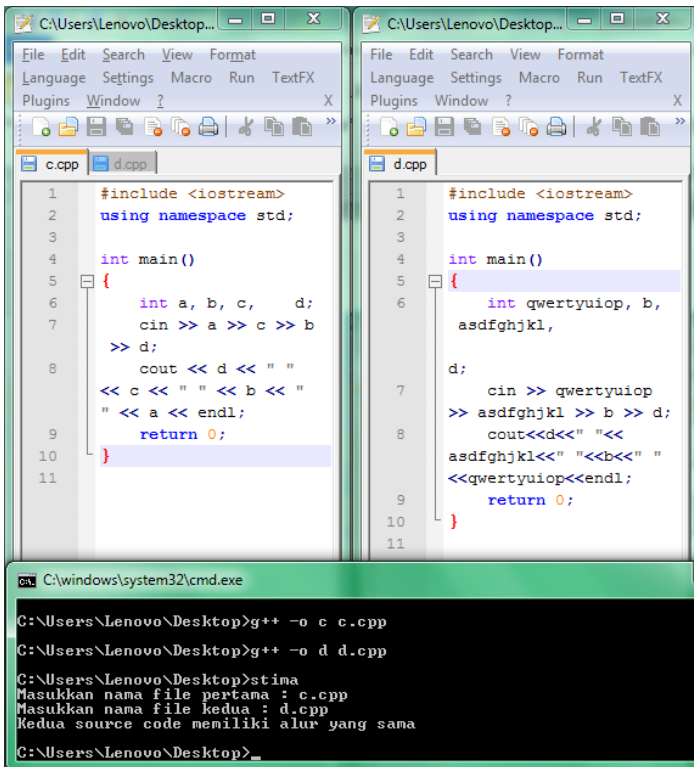 C:\Users\Lenovo\Desktop...
File Edit Search View Format
Language Settings Macro Run TextFX
Plugins Window ? X
c.cpp d.cpp
1 #include <iostream>
2 using namespace std;
3
4 int main()
5 {
6 int a, b, c,    d;
7 cin >> a >> c >> b
>> d;
8 cout << d << " "
<< c << " " << b << "
" << a << endl;
9 return 0;
10 }
11
C:\Users\Lenovo\Desktop...
File Edit Search View Format
Language Settings Macro Run TextFX
Plugins Window ? X
d.cpp
1 #include <iostream>
2 using namespace std;
3
4 int main()
5 {
6 int qwertyuiop, b,
asdfghjkl,
d;
7 cin >> qwertyuiop
>> asdfghjkl >> b >> d;
8 cout<<d<<" "<<
asdfghjkl<<" "<<b<<" "
<<qwertyuiop<<endl;
9 return 0;
10 }
11
C:\windows\system32\cmd.exe
C:\Users\Lenovo\Desktop>g++ -o c c.cpp
C:\Users\Lenovo\Desktop>g++ -o d d.cpp
C:\Users\Lenovo\Desktop>stima
Masukkan nama file pertama : c.cpp
Masukkan nama file kedua : d.cpp
Kedua source code memiliki alur yang sama
C:\Users\Lenovo\Desktop>_